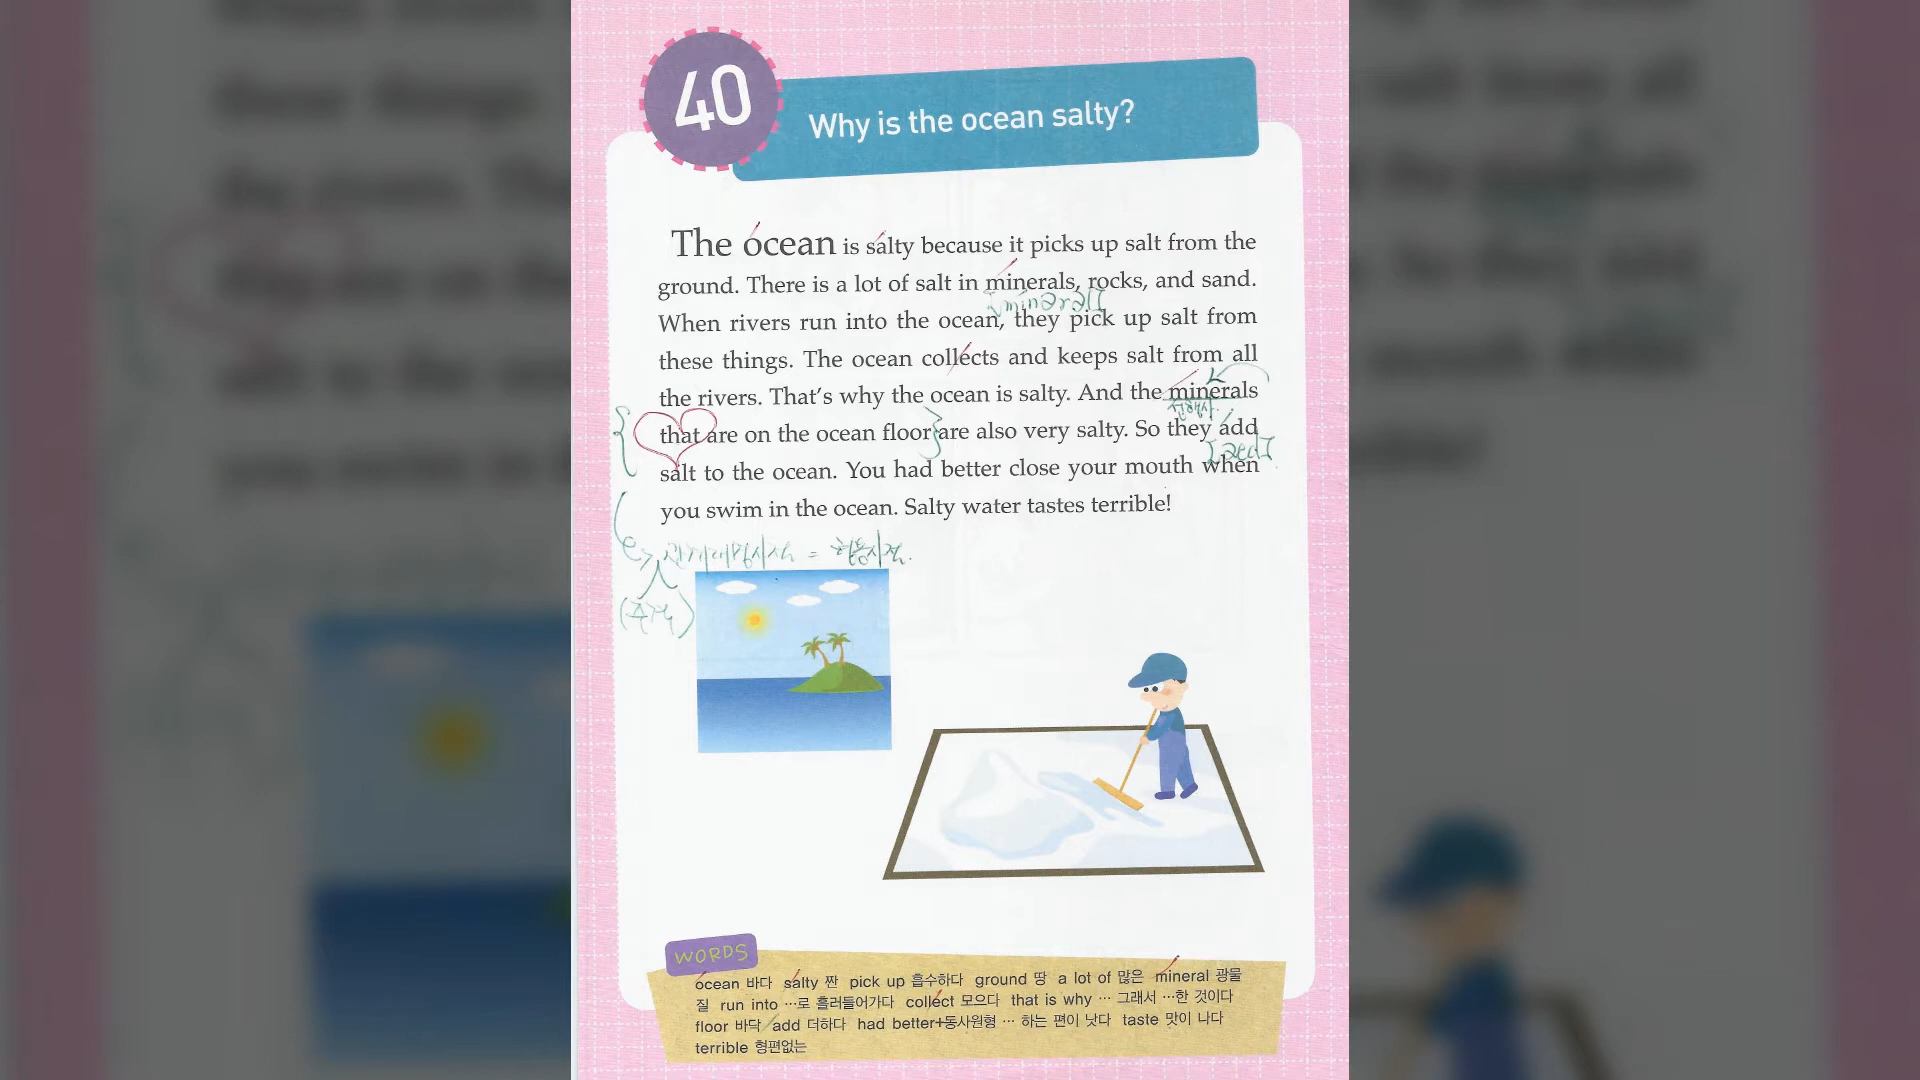 40
Why is the ocean salty?
The ocean is salty because it picks up salt from the
ground. There is a lot of salt in minerals, rocks, and sand.
[minərəl]
When rivers run into the ocean, they pick up salt from
these things. The ocean collects and keeps salt from all
the rivers. That's why the ocean is salty. And the minerals
선행사
that are on the ocean floor are also very salty. So they add
[æd]
salt to the ocean. You had better close your mouth when
you swim in the ocean. Salty water tastes terrible!
=
WORDS
ocean 바다 salty 짠 pick up 흡수하다 ground 땅 a lot of 많은 mineral 광물
질 run into …로 흘러들어가다 collect 모으다 that is why … 그래서 …한 것이다
floor 바닥 add 더하다 had better+동사원형 … 하는 편이 낫다 taste 맛이 나다
terrible 형편없는